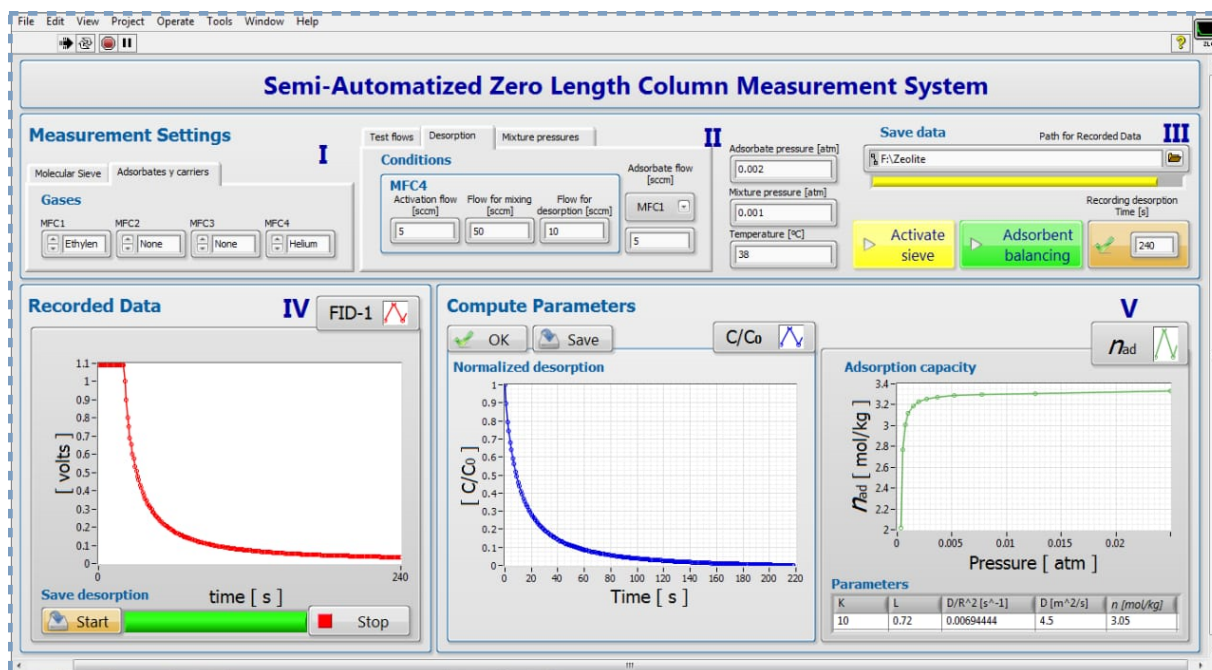 File Edit View Project Operate Tools Window Help
Semi-Automatized Zero Length Column Measurement System
Measurement Settings
I
Molecular Sieve
Adsorbates y carriers
Gases
MFC1 MFC2 MFC3 MFC4
Ethylen None None Helium
Test flows
Desorption
Mixture pressures
II
Conditions
MFC4
Activation flow [sccm]
Flow for mixing [sccm]
Flow for desorption [sccm]
5 50 10
Adsorbate flow [sccm]
MFC1
5
Adsorbate pressure [atm]
0.002
Mixture pressure [atm]
0.001
Temperature [ºC]
38
Save data
Path for Recorded Data
III
F:\Zeolite
Activate sieve
Adsorbent balancing
Recording desorption Time [s]
240
Recorded Data
IV
FID-1
[ volts ]
1.1
1
0.9
0.8
0.7
0.6
0.5
0.4
0.3
0.2
0.1
0
0 240
time [ s ]
Save desorption
Start
Stop
Compute Parameters
V
OK
Save
C/C0
Normalized desorption
[ C/C0 ]
1
0.9
0.8
0.7
0.6
0.5
0.4
0.3
0.2
0.1
0
0 20 40 60 80 100 120 140 160 180 200 220
Time [ s ]
nad
Adsorption capacity
nad [ mol/kg ]
3.4
3.2
3
2.8
2.6
2.4
2.2
2
0 0.005 0.01 0.015 0.02
Pressure [ atm ]
Parameters
K L D/R^2 [s^-1] D [m^2/s] n [mol/kg]
10 0.72 0.00694444 4.5 3.05